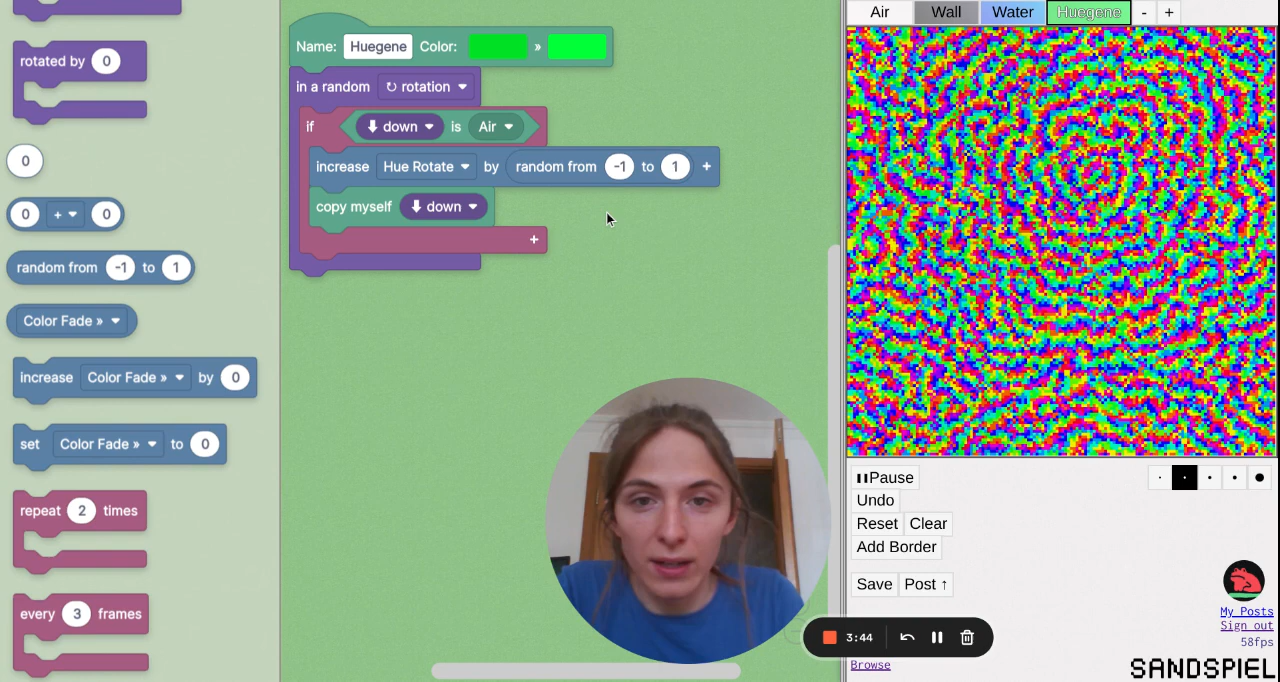 rotated by 0
0
0 + 0
random from -1 to 1
Color Fade »
increase Color Fade » by 0
set Color Fade » to 0
repeat 2 times
every 3 frames
Name: Huegene Color: »
in a random ↻ rotation
if ⬇ down is Air
increase Hue Rotate by random from -1 to 1 +
copy myself ⬇ down
+
3:44
Air Wall Water Huegene - +
Pause
Undo
Reset Clear
Add Border
Save Post ↑
My Posts
Sign out
58fps
Browse
SANDSPIEL